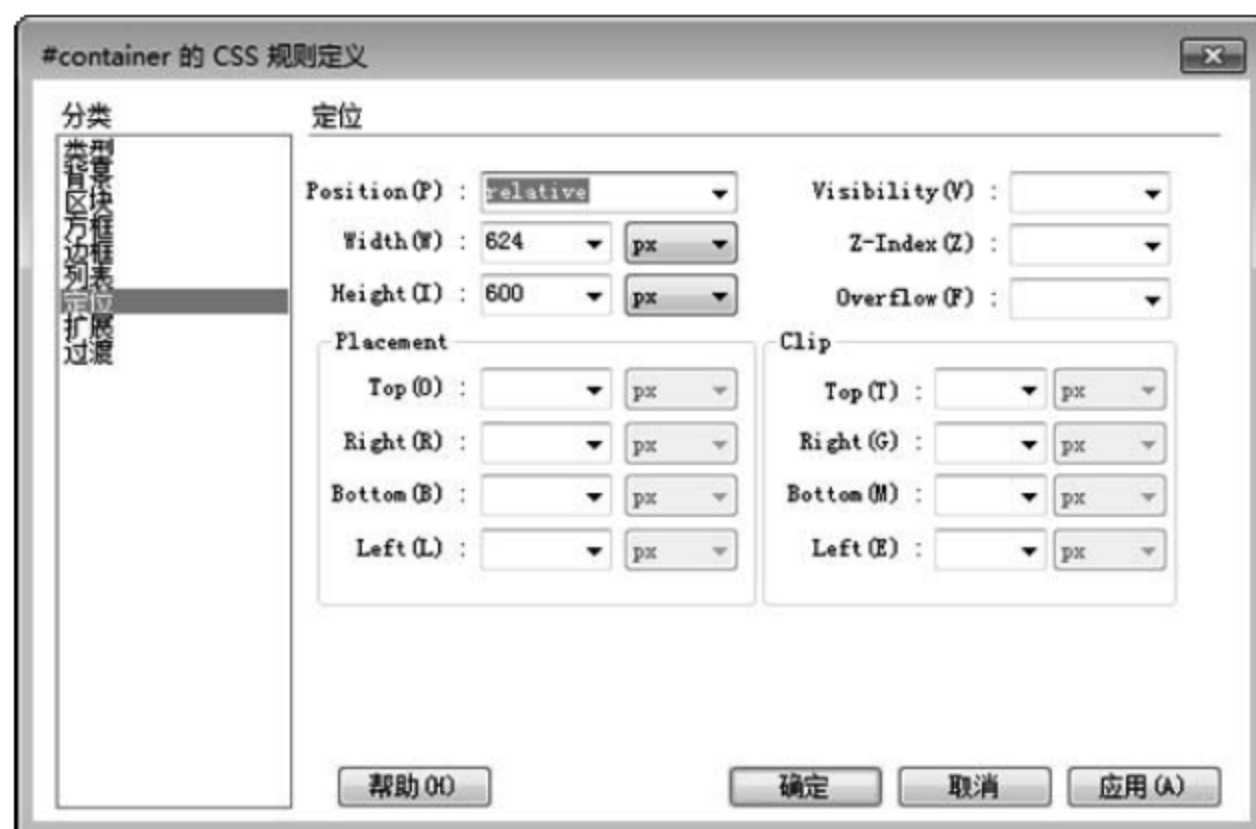 #container 的 CSS 规则定义
分类
类型
背景
区块
方框
边框
列表
定位
扩展
过渡
定位
Position(P) : relative
Width(W) : 624 px
Height(I) : 600 px
Visibility(V) :
Z-Index(Z) :
Overflow(F) :
Placement
Top(O) : px
Right(R) : px
Bottom(B) : px
Left(L) : px
Clip
Top(T) : px
Right(G) : px
Bottom(M) : px
Left(E) : px
帮助(H)
确定
取消
应用(A)